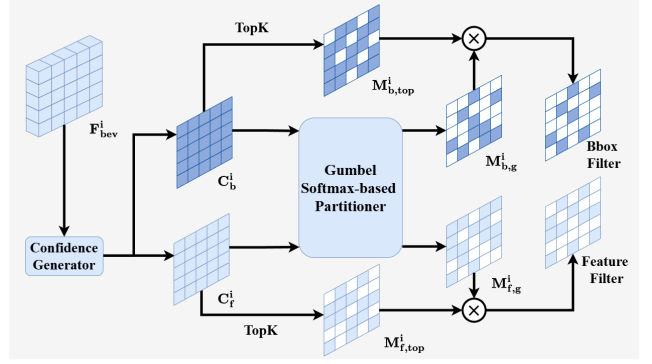 TopK
M^i_{b,top}
F^i_{bev}
C^i_b
Gumbel
Softmax-based
Partitioner
M^i_{b,g}
Bbox
Filter
Confidence
Generator
C^i_f
M^i_{f,g}
Feature
Filter
TopK
M^i_{f,top}